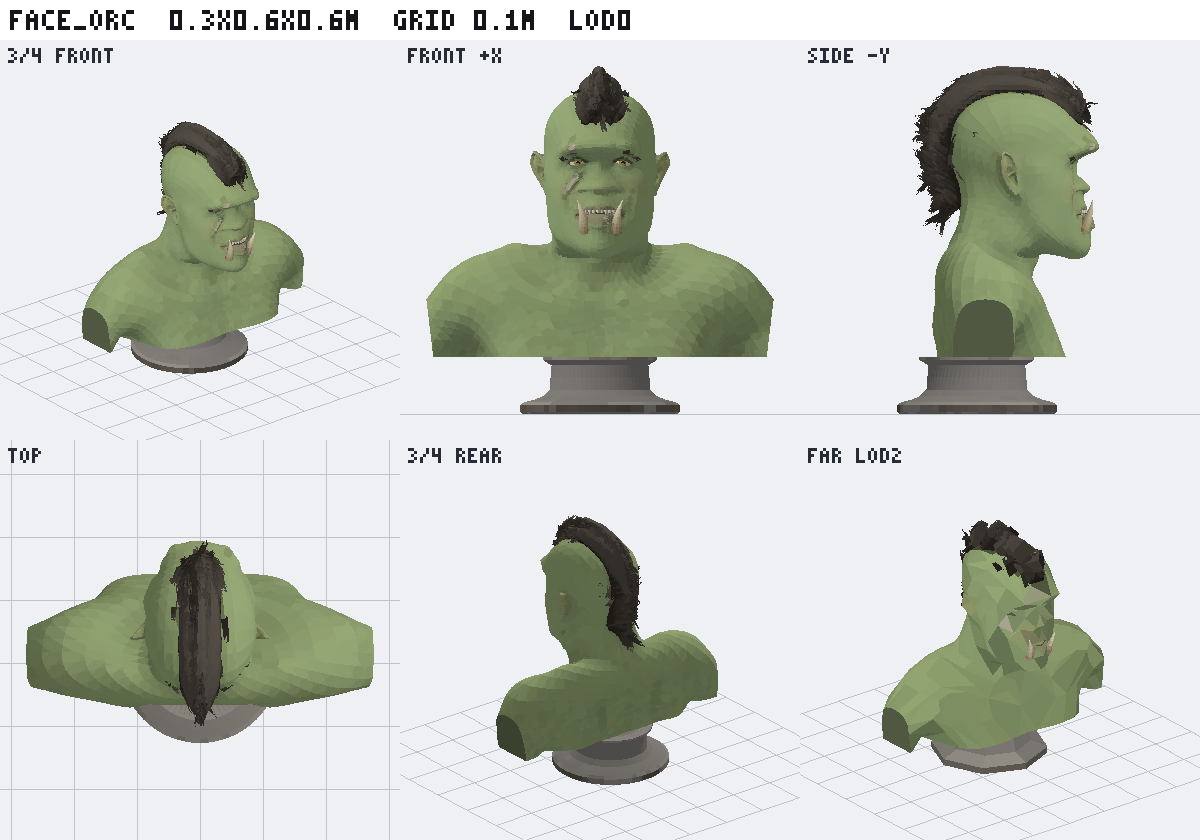 FACE_ORC 0.3X0.6X0.6M GRID 0.1M LOD0
3/4 FRONT
FRONT +X
SIDE -Y
TOP
3/4 REAR
FAR LOD2